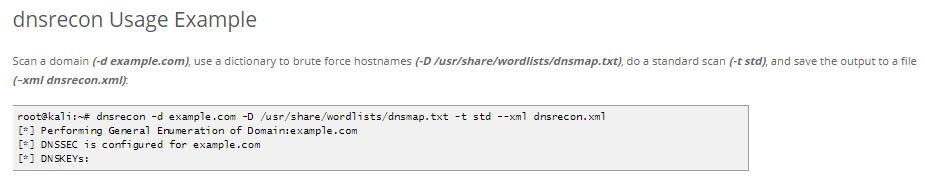 dnsrecon Usage Example
Scan a domain (-d example.com), use a dictionary to brute force hostnames (-D /usr/share/wordlists/dnsmap.txt), do a standard scan (-t std), and save the output to a file
(–xml dnsrecon.xml):
root@kali:~# dnsrecon -d example.com -D /usr/share/wordlists/dnsmap.txt -t std --xml dnsrecon.xml
[*] Performing General Enumeration of Domain:example.com
[*] DNSSEC is configured for example.com
[*] DNSKEYs: